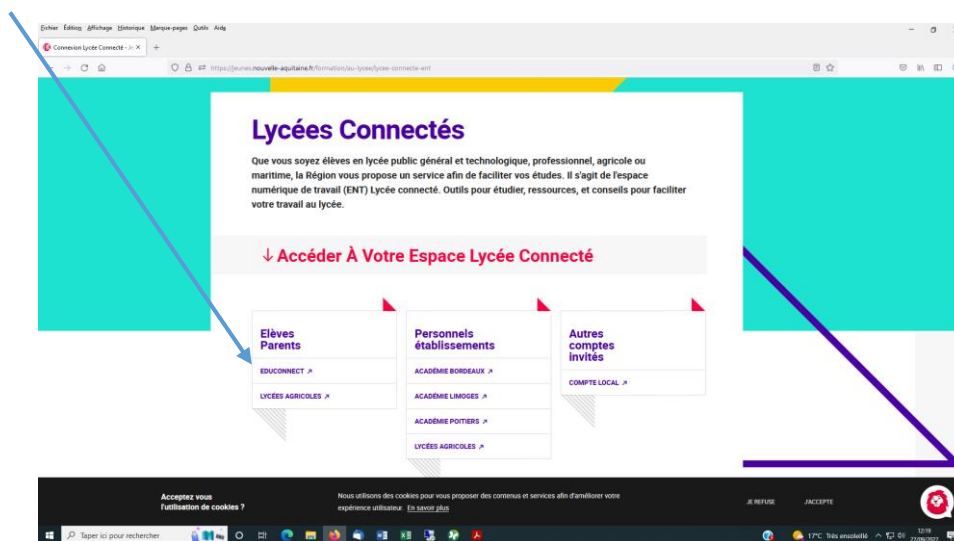 Fichier Édition Affichage Historique Marque-pages Outils Aide
Connexion Lycée Connecté - Je
https://jeunes.nouvelle-aquitaine.fr/formation/au-lycee/lycee-connecte-ent
Lycées Connectés
Que vous soyez élèves en lycée public général et technologique, professionnel, agricole ou
maritime, la Région vous propose un service afin de faciliter vos études. Il s'agit de l'espace
numérique de travail (ENT) Lycée connecté. Outils pour étudier, ressources, et conseils pour faciliter
votre travail au lycée.
↓ Accéder À Votre Espace Lycée Connecté
Elèves
Parents
EDUCONNECT ↗
LYCÉES AGRICOLES ↗
Personnels
établissements
ACADÉMIE BORDEAUX ↗
ACADÉMIE LIMOGES ↗
ACADÉMIE POITIERS ↗
LYCÉES AGRICOLES ↗
Autres
comptes
invités
COMPTE LOCAL ↗
Acceptez vous
l'utilisation de cookies ?
Nous utilisons des cookies pour vous proposer des contenus et services afin d'améliorer votre
expérience utilisateur. En savoir plus
JE REFUSE
J'ACCEPTE
Taper ici pour rechercher
17°C Très ensoleillé
12:19
27/09/2022